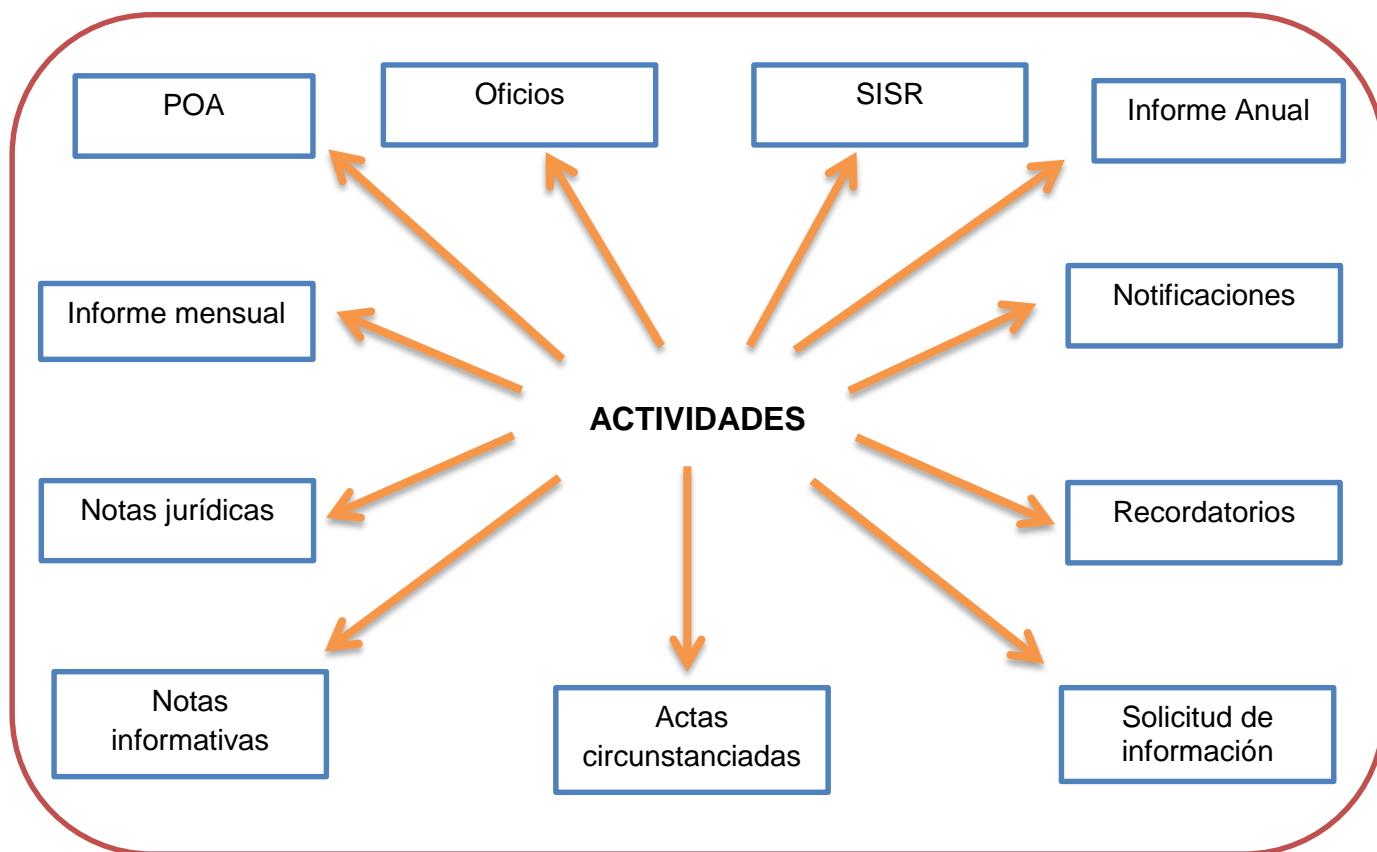 POA
Oficios
SISR
Informe Anual
Informe mensual
Notificaciones
ACTIVIDADES
Notas jurídicas
Recordatorios
Notas
informativas
Actas
circunstanciadas
Solicitud de
información